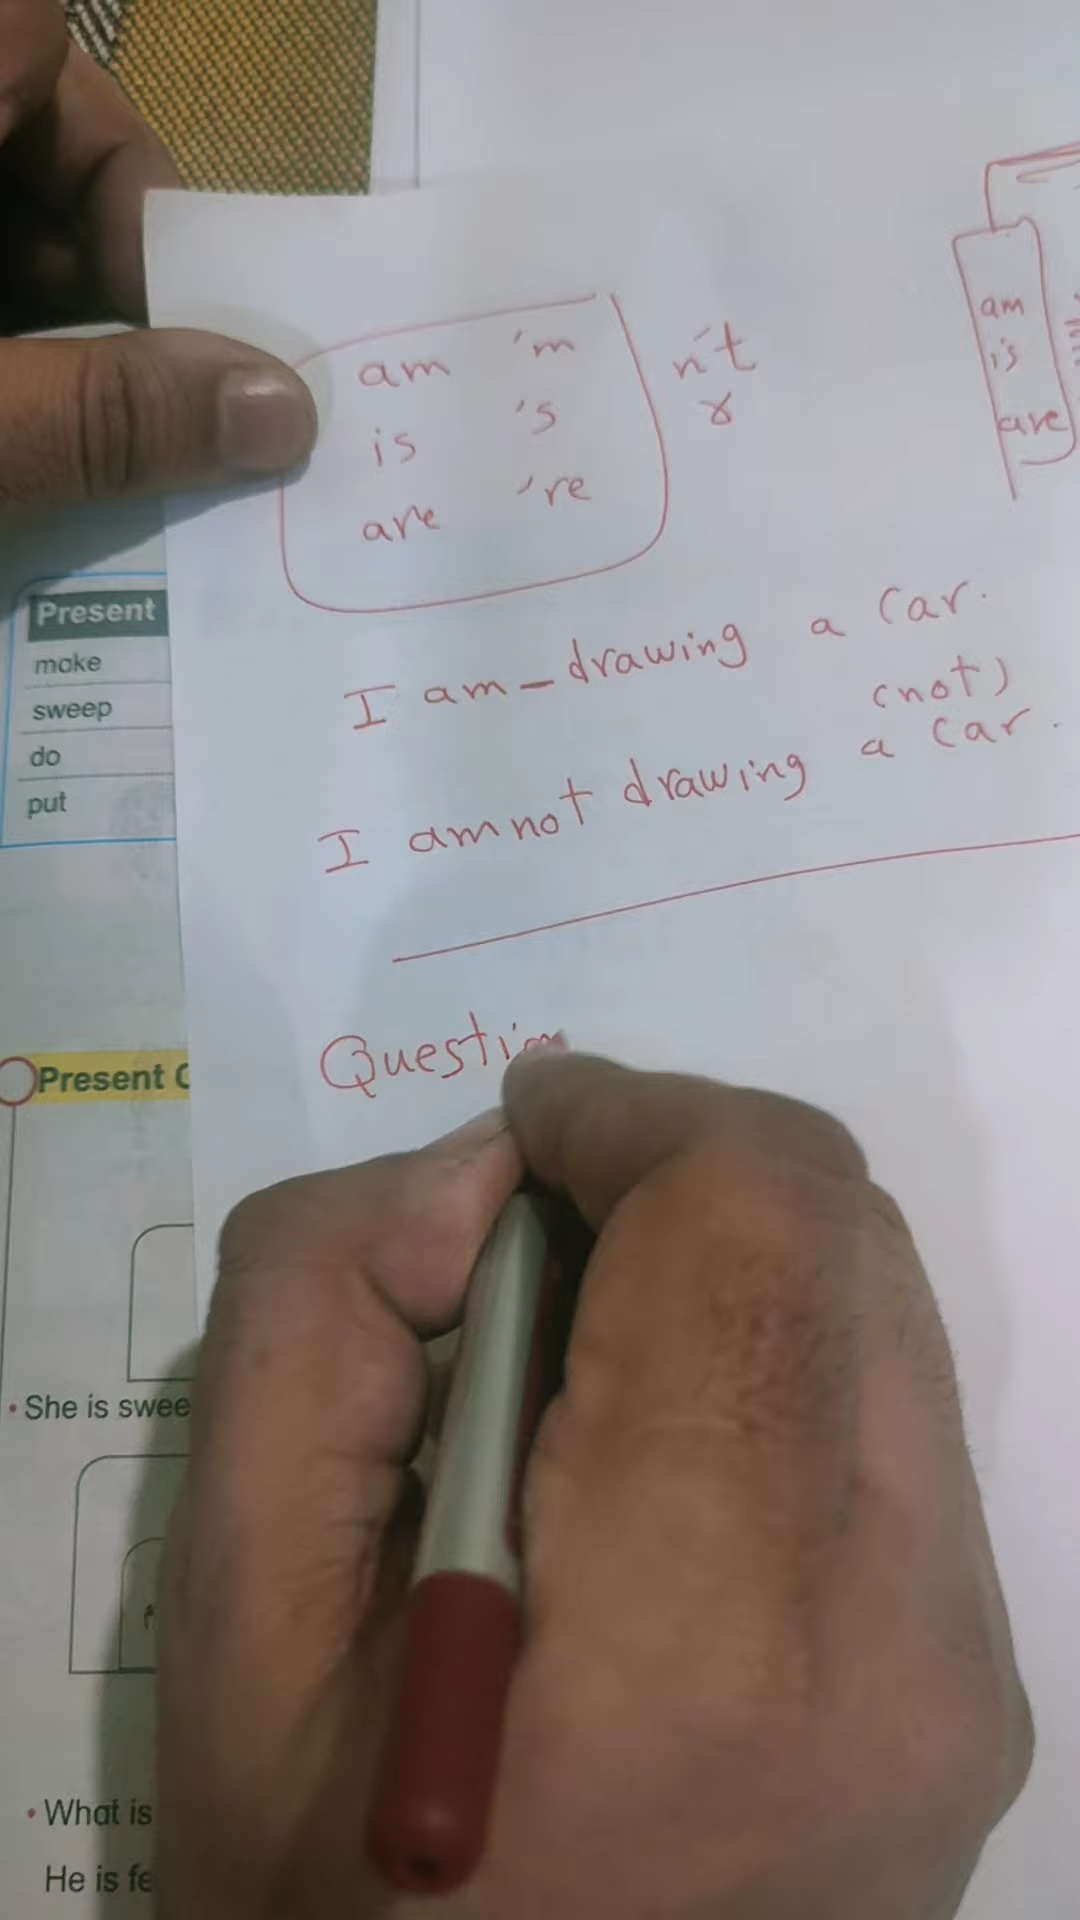 am 'm n't
is 's
are 're
am
is
are
I am_drawing a car.
(not)
I am not drawing a car.
Question
Present
make
sweep
do
put
Present C
• She is swee
• What is
He is fe